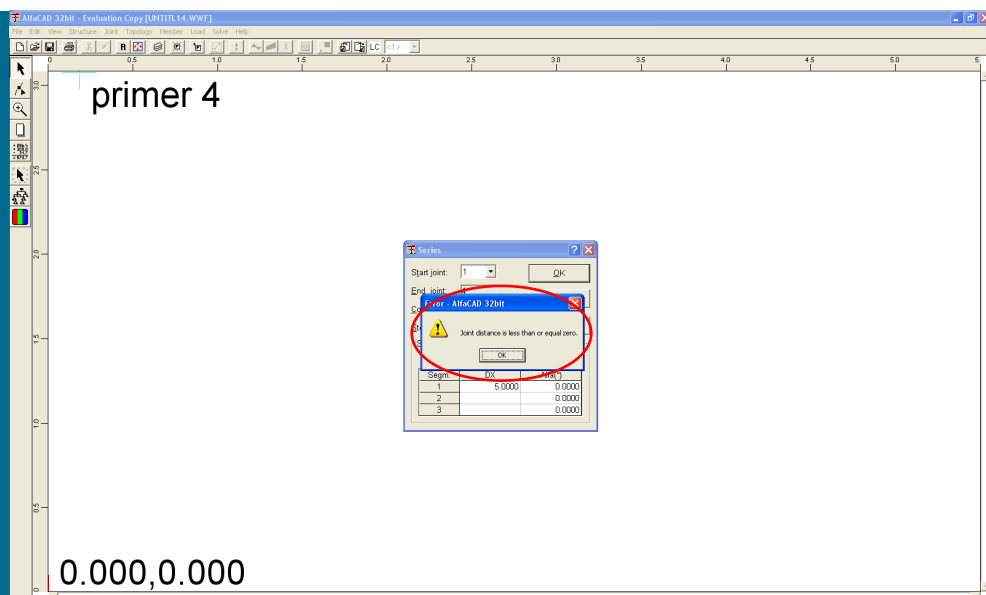 AlfaCAD 32bit - Evaluation Copy [UNTITL14.WWF]
File Edit View Structure Joint Topology Member Load Solve Help
R LC <1>
0 0.5 1.0 1.5 2.0 2.5 3.0 3.5 4.0 4.5 5.0 5.
3.0
primer 4
2.5
2.0
Series
Start joint: 1 OK
End joint:
Error - AlfaCAD 32bit
Joint distance is less than or equal zero.
OK
1.5
Segm. DX Alfa(°)
1 5.0000 0.0000
2 0.0000
3 0.0000
1.0
0.5
0.000,0.000
0.0